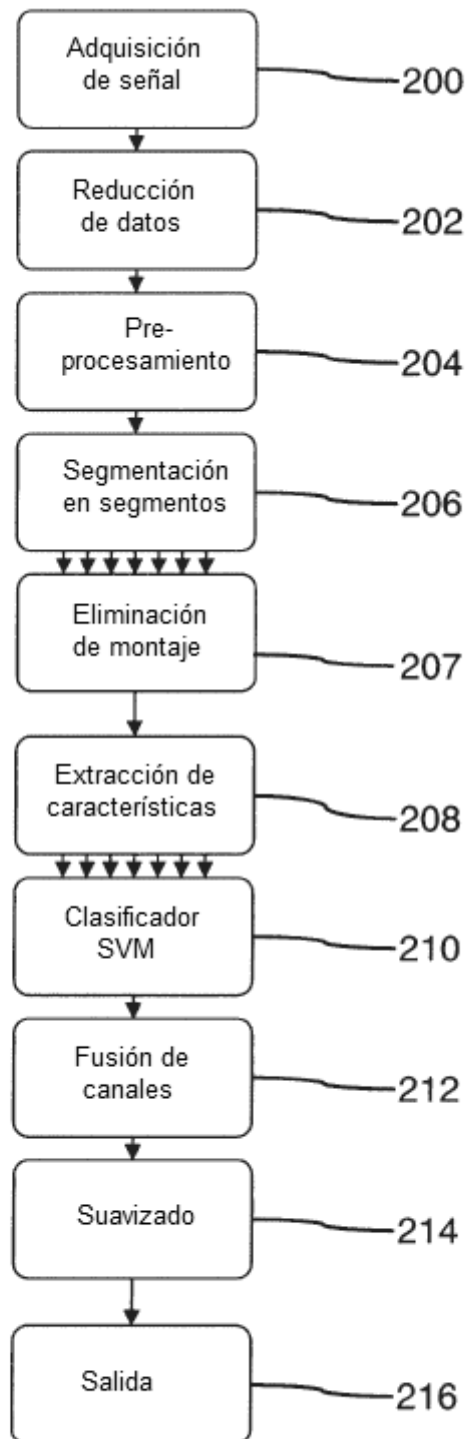 Adquisición
de señal
200
Reducción
de datos
202
Pre-
procesamiento
204
Segmentación
en segmentos
206
Eliminación
de montaje
207
Extracción de
característificas
208
Clasificador
SVM
210
Fusión de
canales
212
Suavizado
214
Salida
216